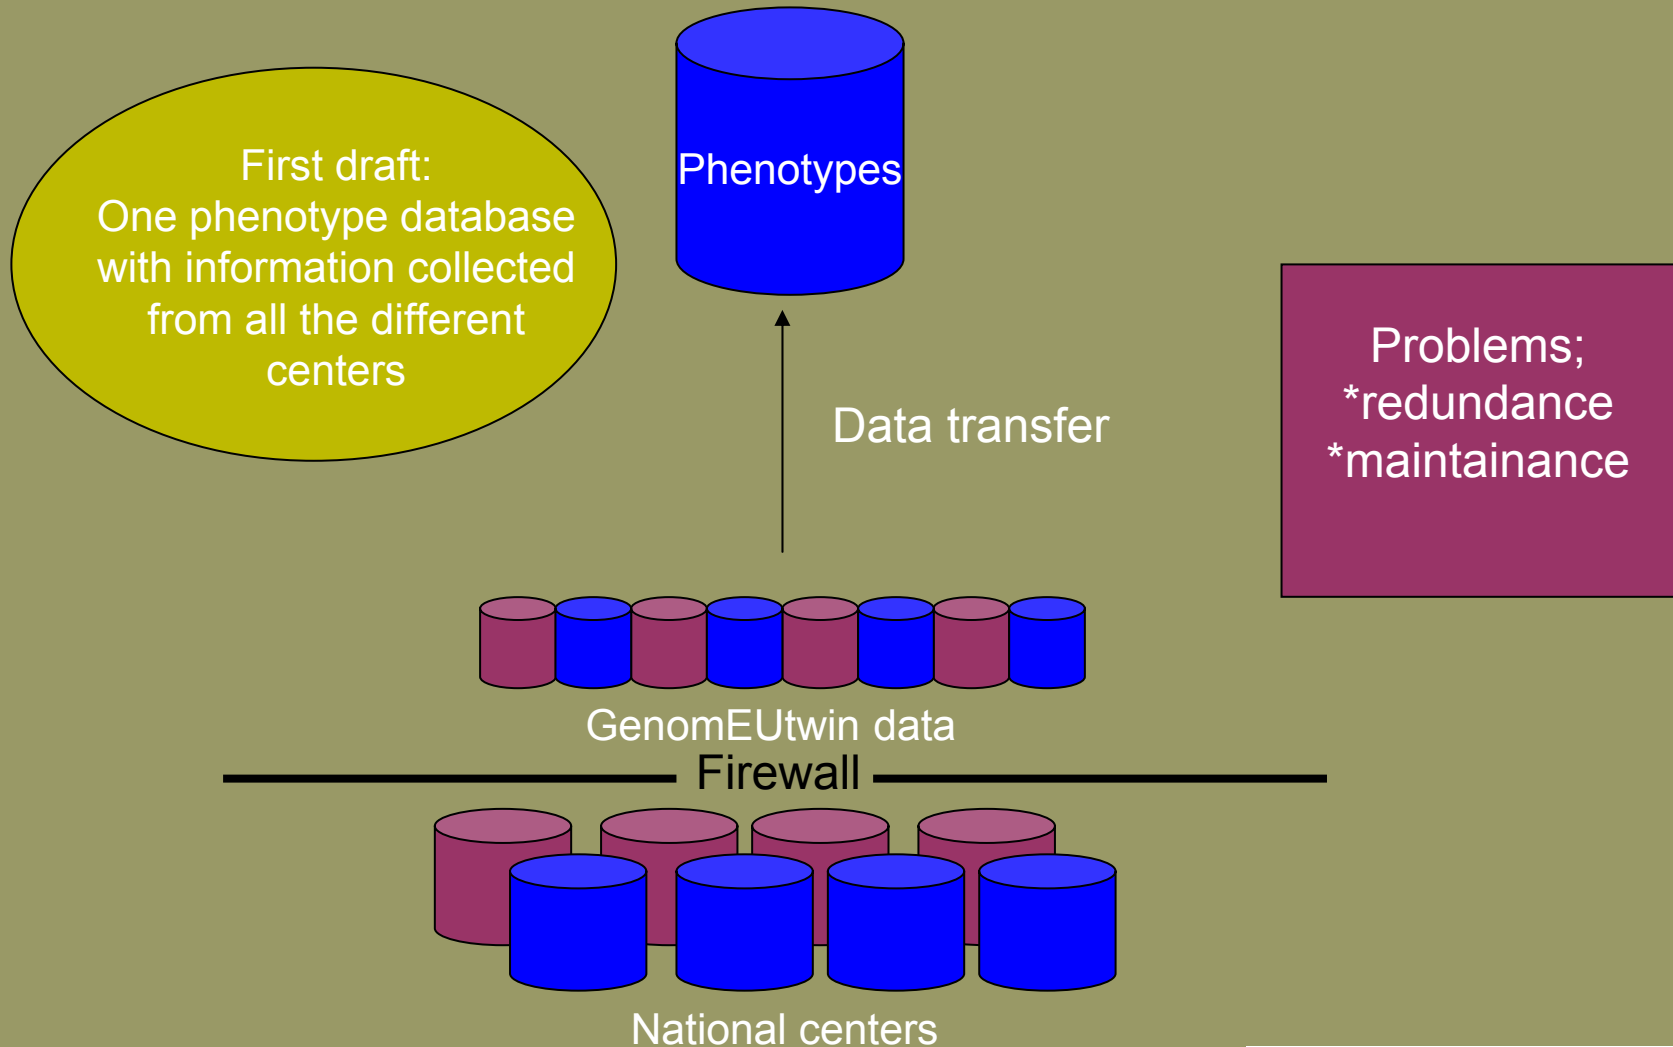 Phenotypes
First draft:
One phenotype database
with information collected
from all the different
centers
Problems;
*redundance
*maintainance
Data transfer
GenomEUtwin data
Firewall
National centers